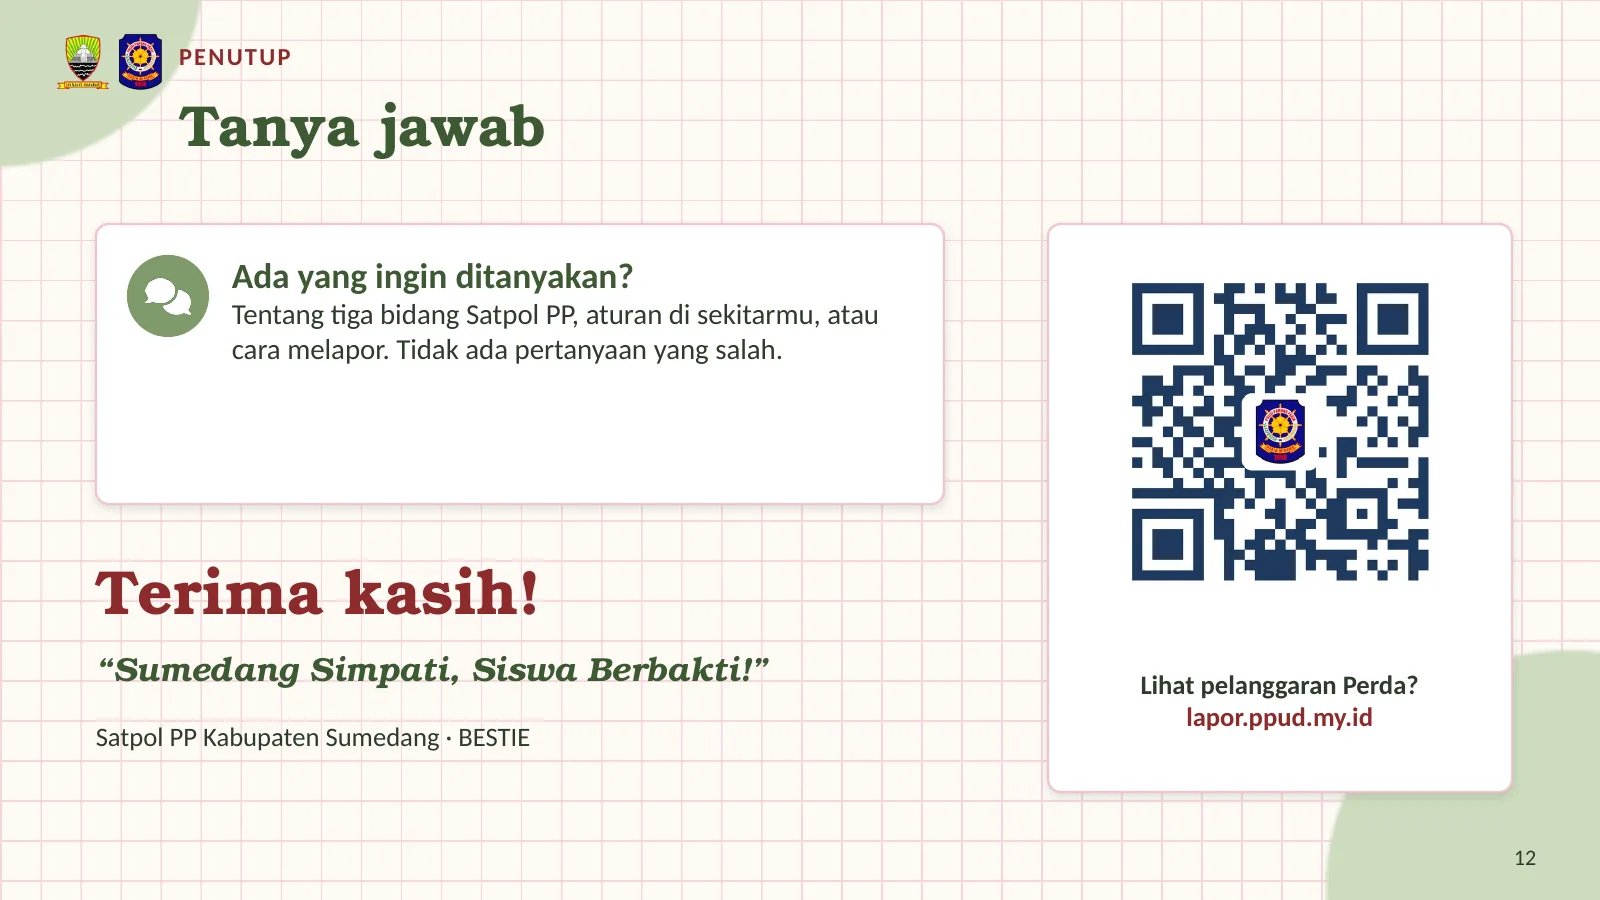 PENUTUP
Tanya jawab
Ada yang ingin ditanyakan?
Tentang tiga bidang Satpol PP, aturan di sekitarmu, atau
cara melapor. Tidak ada pertanyaan yang salah.
Terima kasih!
“Sumedang Simpati, Siswa Berbakti!”
Satpol PP Kabupaten Sumedang · BESTIE
Lihat pelanggaran Perda?
lapor.ppud.my.id
12